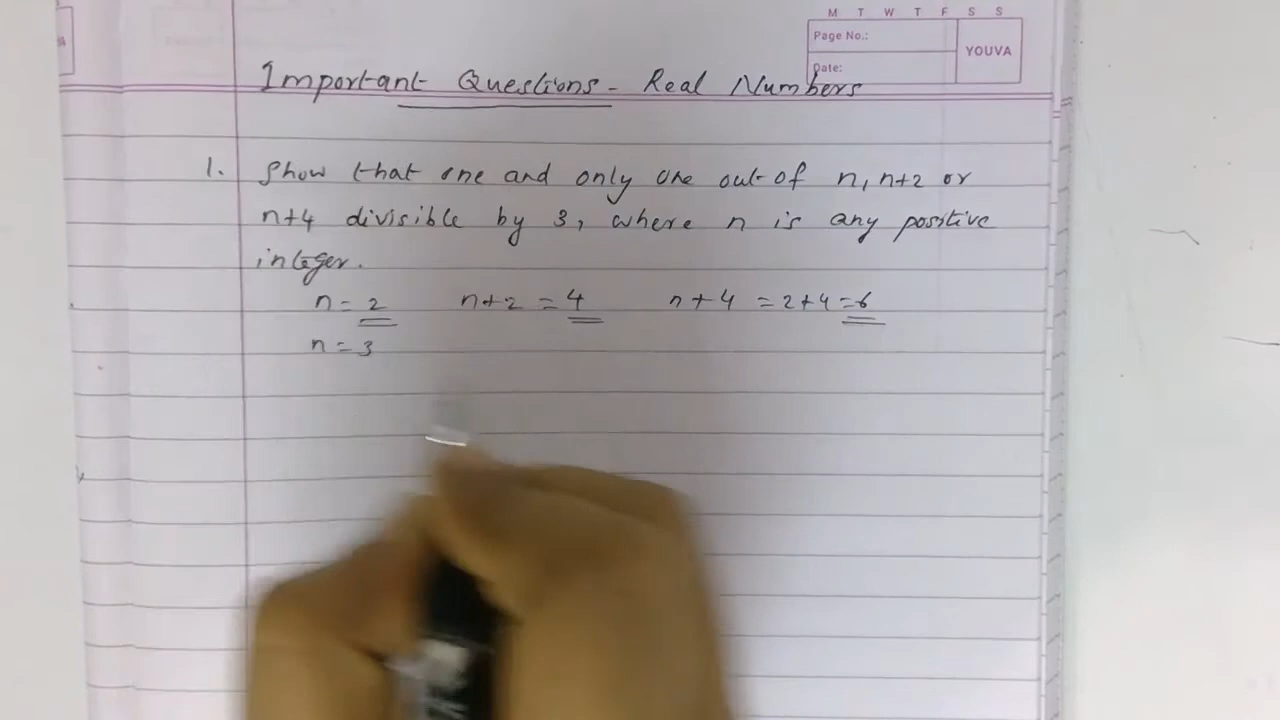 M T W T F S S
Page No.:
YOUVA
Date:
Important Questions - Real Numbers
1. Show that one and only one out of n, n+2 or
n+4 divisible by 3, where n is any positive
integer.
n = 2 n+2 = 4 n+4 = 2+4 = 6
n = 3